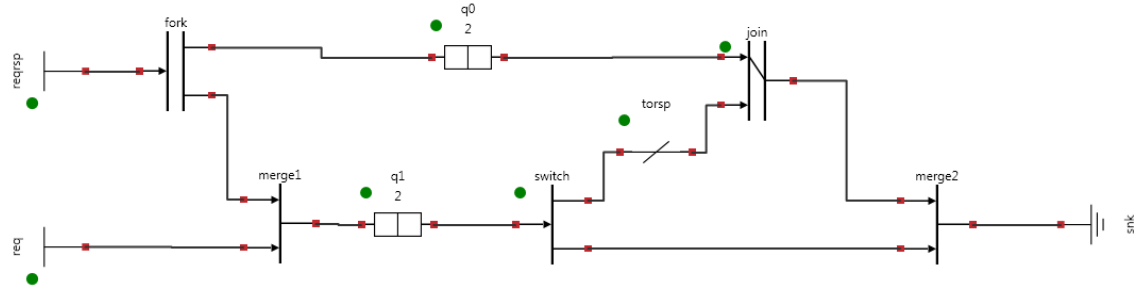 fork
q0
2
join
reqrsp
torsp
merge1
q1
2
switch
merge2
req
snk